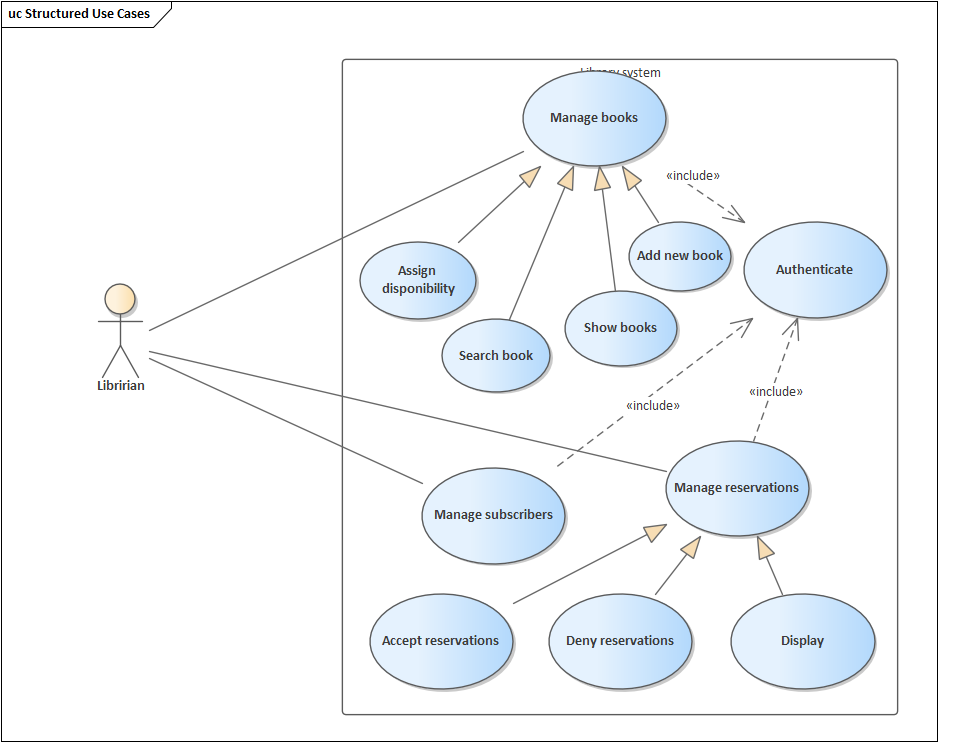 uc Structured Use Cases
Library system
Manage books
«include»
Add new book
Assign
disponibility
Authenticate
Show books
Search book
Libririan
«include»
«include»
Manage reservations
Manage subscribers
Accept reservations
Deny reservations
Display